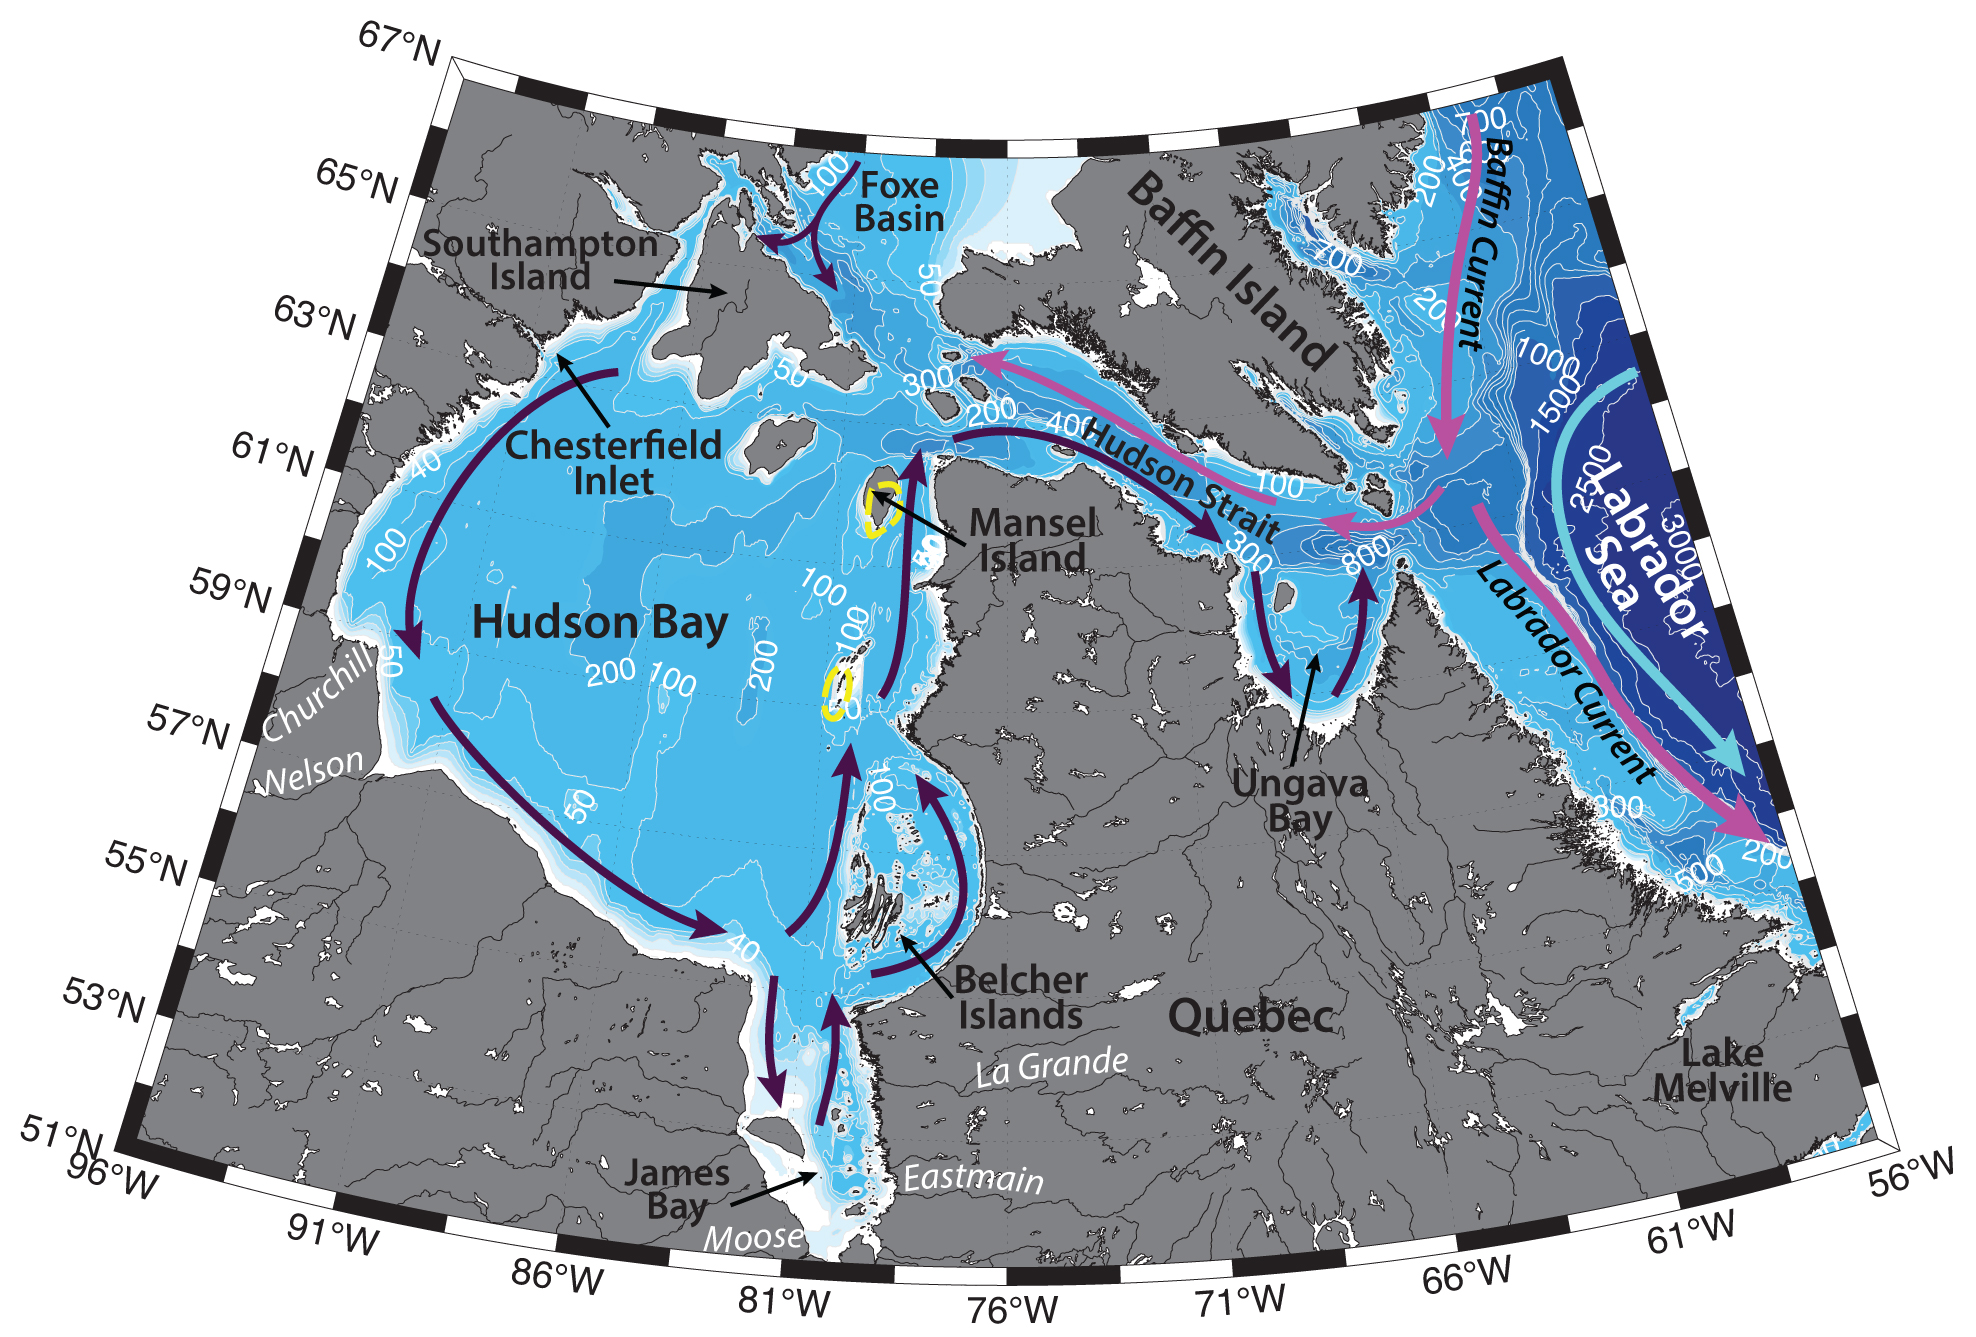 67°N
65°N
63°N
61°N
59°N
57°N
55°N
53°N
51°N
96°W
91°W
86°W
81°W
76°W
71°W
66°W
61°W
56°W
Foxe
Basin
100
50
Southampton
Island
Baffin Island
700
200
400
Baffin Current
700
200
1000
1500
2500
3000
Labrador
Sea
50
300
200
400
Hudson Strait
100
Chesterfield
Inlet
40
100
Mansel
Island
50
300
800
Labrador Current
Hudson Bay
100
100
200
100
200
50
Churchill
Nelson
50
100
Ungava
Bay
300
500
200
40
Belcher
Islands
Quebec
La Grande
Lake
Melville
James
Bay
Eastmain
Moose